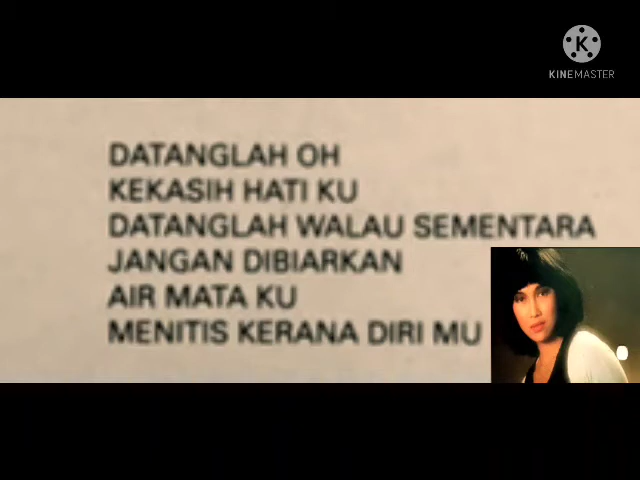 KINEMASTER
DATANGLAH OH
KEKASIH HATI KU
DATANGLAH WALAU SEMENTARA
JANGAN DIBIARKAN
AIR MATA KU
MENITIS KERANA DIRI MU